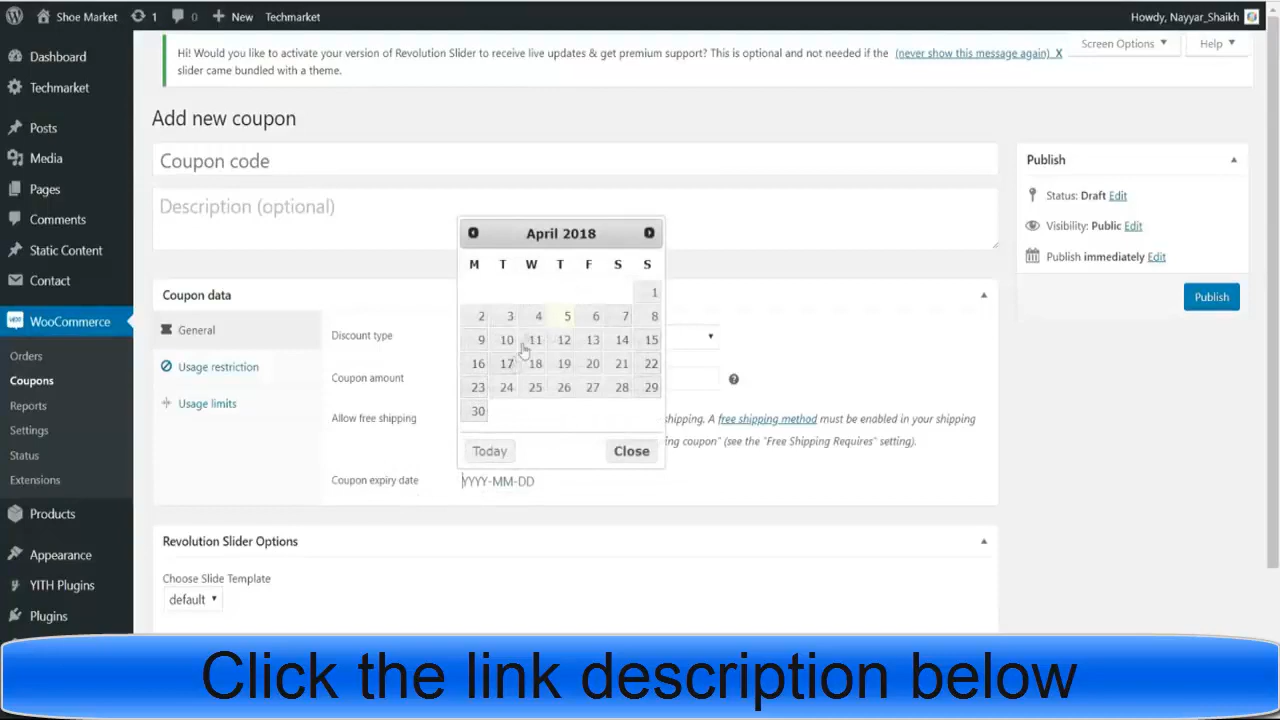 Shoe Market 1 0 New Techmarket Howdy, Nayyar_Shaikh
Screen Options Help
Hi! Would you like to activate your version of Revolution Slider to receive live updates & get premium support? This is optional and not needed if the (never show this message again) X
slider came bundled with a theme.
Dashboard
Techmarket
Posts
Media
Pages
Comments
Static Content
Contact
WooCommerce
Orders
Coupons
Reports
Settings
Status
Extensions
Products
Appearance
YITH Plugins
Plugins
Add new coupon
Coupon code
Description (optional)
Coupon data
General
Usage restriction
Usage limits
Discount type
Coupon amount
Allow free shipping
shipping. A free shipping method must be enabled in your shipping
ing coupon" (see the "Free Shipping Requires" setting).
Coupon expiry date YYYY-MM-DD
April 2018
M T W T F S S
1
2 3 4 5 6 7 8
9 10 11 12 13 14 15
16 17 18 19 20 21 22
23 24 25 26 27 28 29
30
Today Close
Revolution Slider Options
Choose Slide Template
default
Publish
Status: Draft Edit
Visibility: Public Edit
Publish immediately Edit
Publish
Click the link description below